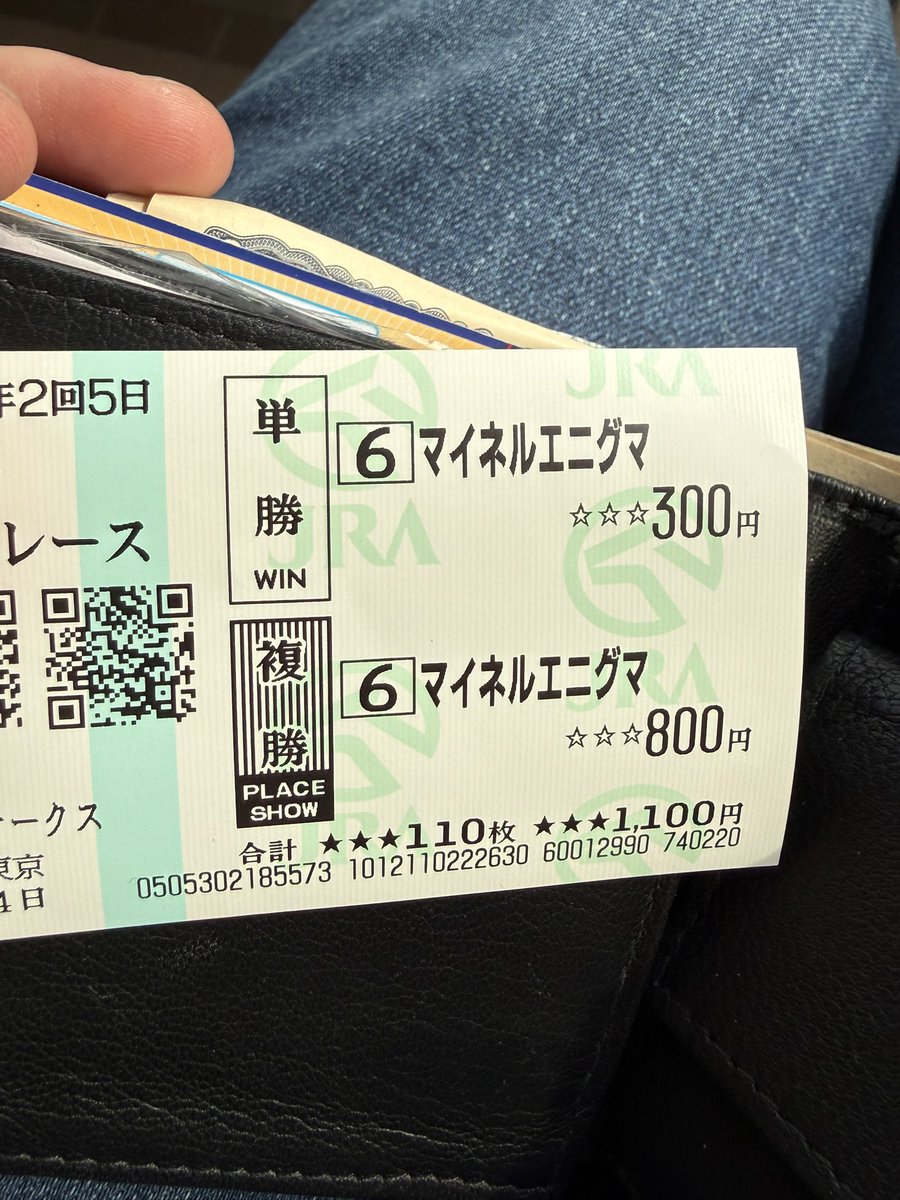 年2回5日
レース
ークス
東京
4日
単勝
WIN
6 マイネルエニグマ
☆☆☆300円
複勝
PLACE
SHOW
6 マイネルエニグマ
☆☆☆800円
合計 ★★★110枚 ★★★1,100円
0505302185573 1012110222630 60012990 740220
JRA
JRA
JRA